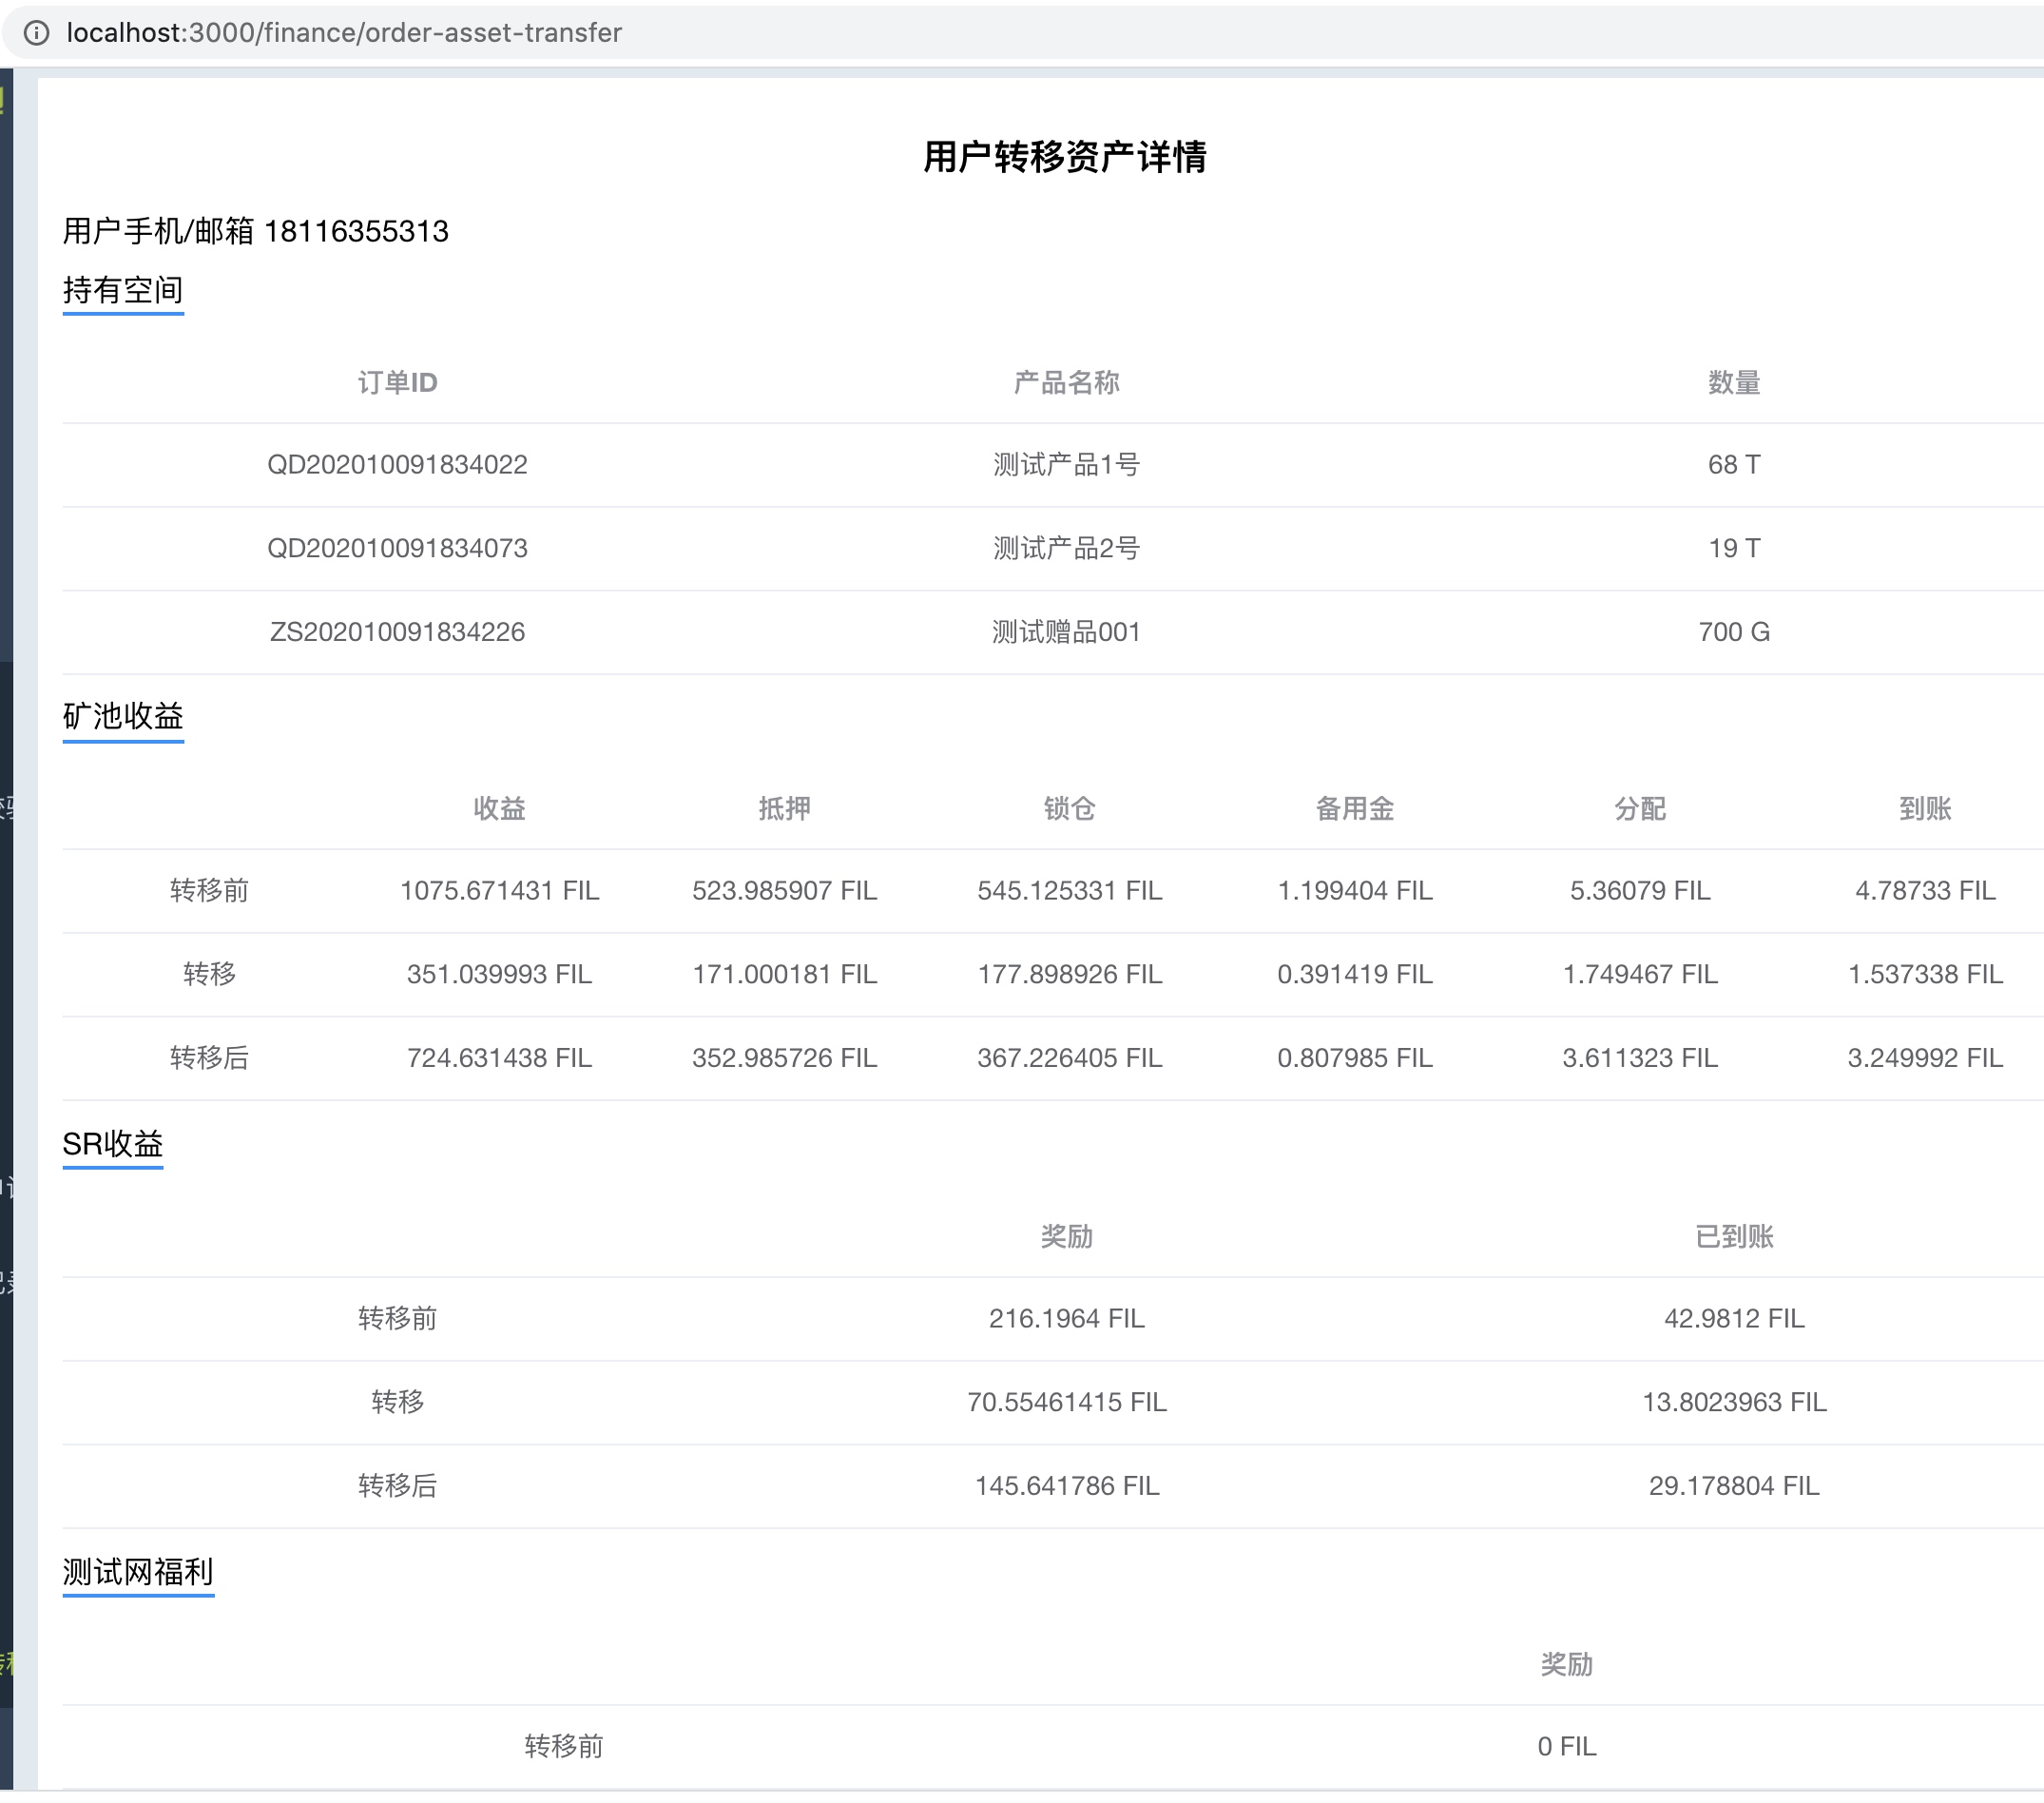 localhost:3000/finance/order-asset-transfer
用户转移资产详情
用户手机/邮箱 18116355313
持有空间
订单ID 产品名称 数量
QD202010091834022 测试产品1号 68 T
QD202010091834073 测试产品2号 19 T
ZS202010091834226 测试赠品001 700 G
矿池收益
收益 抵押 锁仓 备用金 分配 到账
转移前 1075.671431 FIL 523.985907 FIL 545.125331 FIL 1.199404 FIL 5.36079 FIL 4.78733 FIL
转移 351.039993 FIL 171.000181 FIL 177.898926 FIL 0.391419 FIL 1.749467 FIL 1.537338 FIL
转移后 724.631438 FIL 352.985726 FIL 367.226405 FIL 0.807985 FIL 3.611323 FIL 3.249992 FIL
SR收益
奖励 已到账
转移前 216.1964 FIL 42.9812 FIL
转移 70.55461415 FIL 13.8023963 FIL
转移后 145.641786 FIL 29.178804 FIL
测试网福利
奖励
转移前 0 FIL